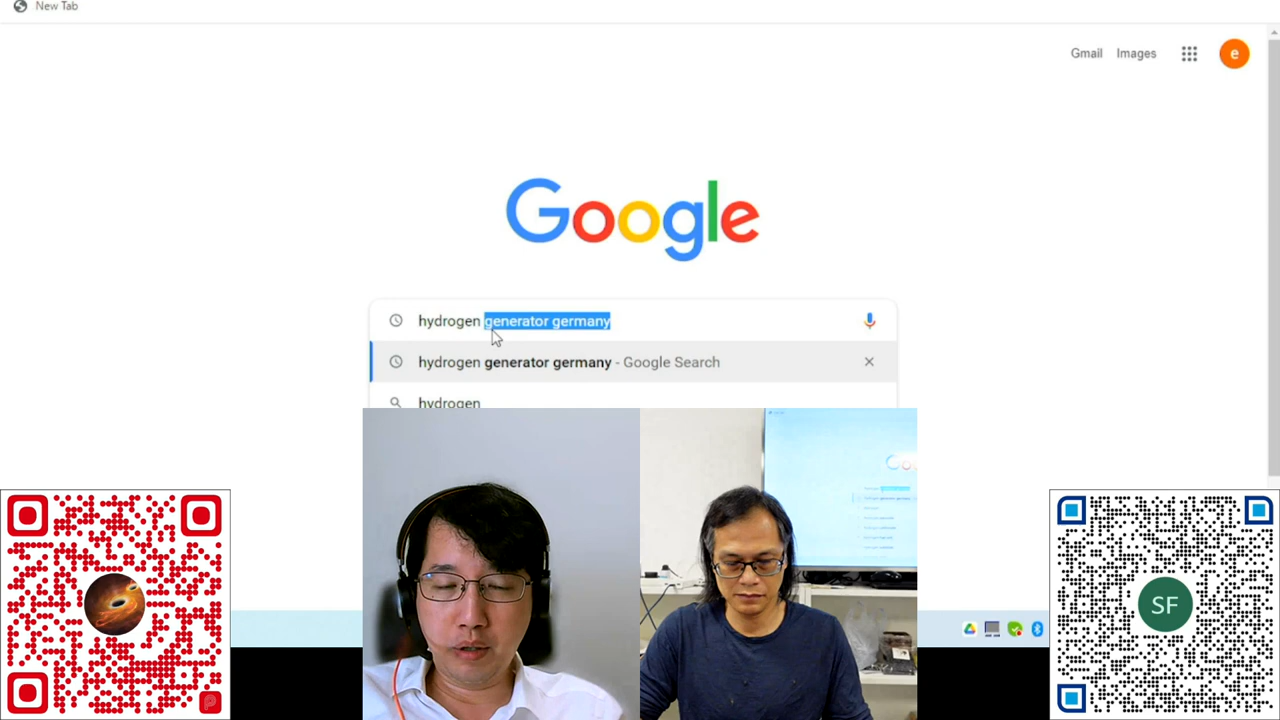 New Tab
Gmail Images e
Google
hydrogen generator germany
hydrogen generator germany - Google Search
hydrogen
SF